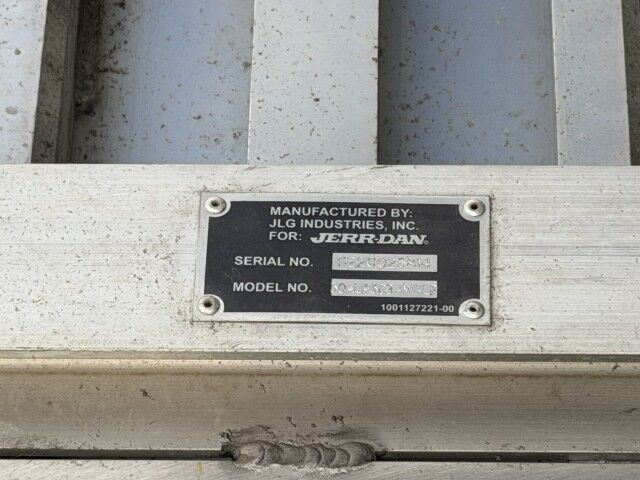 MANUFACTURED BY:
JLG INDUSTRIES, INC.
FOR: JERR-DAN®
SERIAL NO.
MODEL NO.
1001127221-00